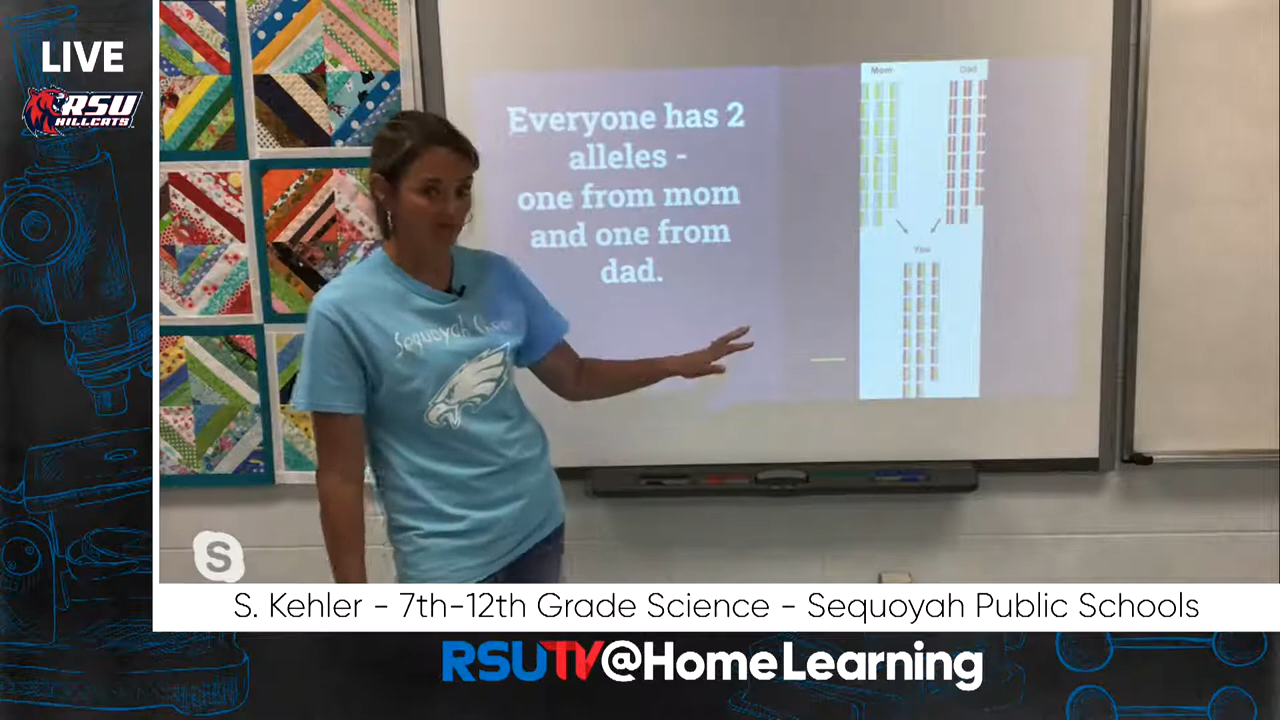 LIVE
RSU
HILLCATS
Everyone has 2
alleles -
one from mom
and one from
dad.
Mom
Dad
You
Sequoyah
S
S. Kehler - 7th-12th Grade Science - Sequoyah Public Schools
RSUTV@HomeLearning